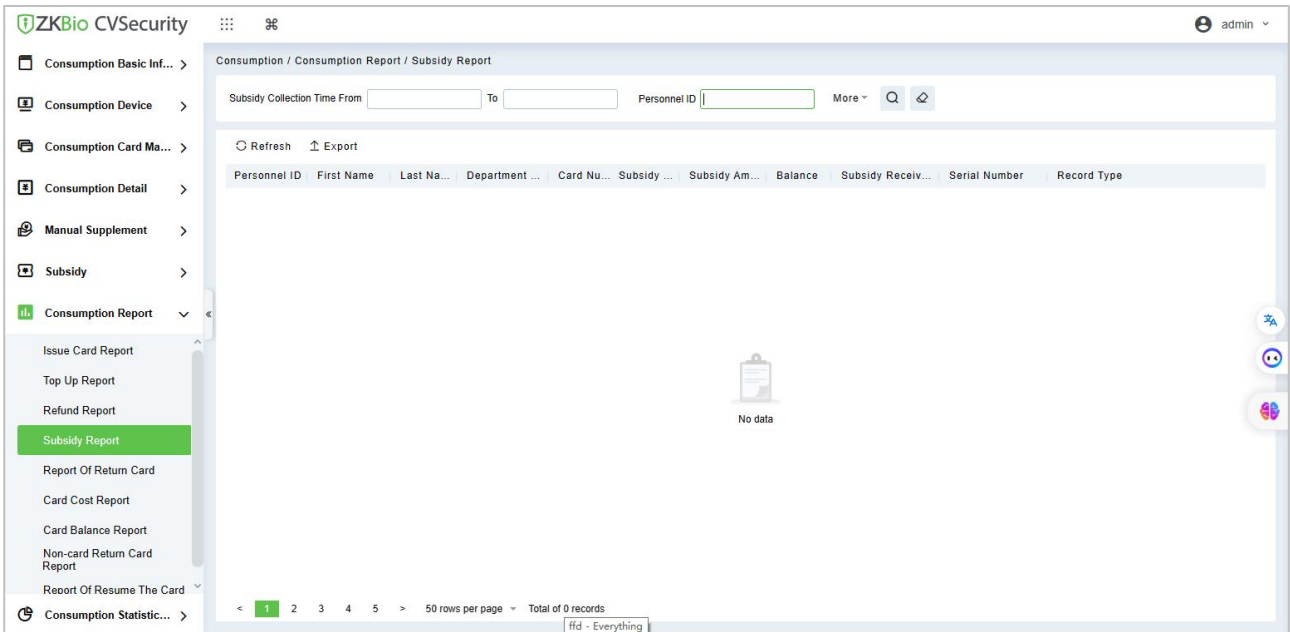 ZKBio CVSecurity
admin
Consumption Basic Inf...
Consumption Device
Consumption Card Ma...
Consumption Detail
Manual Supplement
Subsidy
Consumption Report
Issue Card Report
Top Up Report
Refund Report
Subsidy Report
Report Of Return Card
Card Cost Report
Card Balance Report
Non-card Return Card
Report
Report Of Resume The Card
Consumption Statistic...
Consumption / Consumption Report / Subsidy Report
Subsidy Collection Time From To Personnel ID More
Refresh Export
Personnel ID First Name Last Na... Department ... Card Nu... Subsidy ... Subsidy Am... Balance Subsidy Receiv... Serial Number Record Type
No data
< 1 2 3 4 5 > 50 rows per page Total of 0 records
ffd - Everything